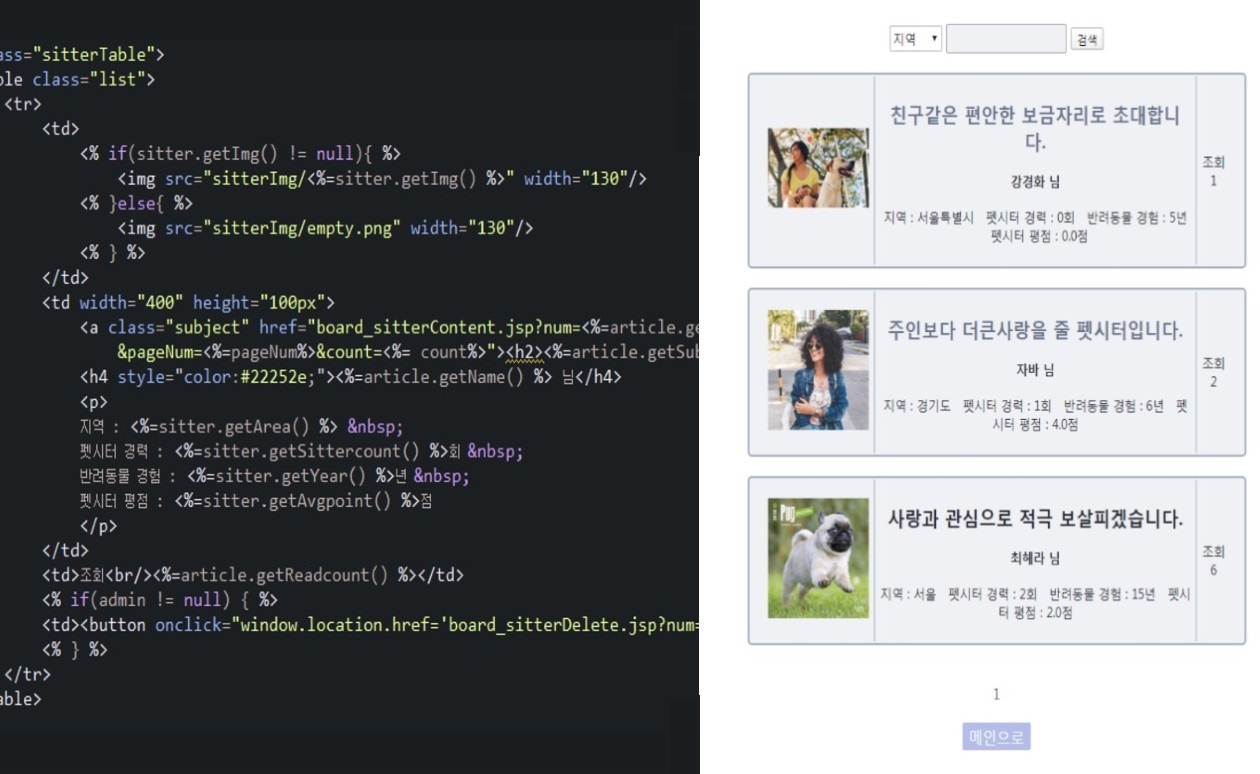 ass="sitterTable">
ble class="list">
<tr>
<td>
<% if(sitter.getImg() != null){ %>
<img src="sitterImg/<%=sitter.getImg() %>" width="130"/>
<% }else{ %>
<img src="sitterImg/empty.png" width="130"/>
<% } %>
</td>
<td width="400" height="100px">
<a class="subject" href="board_sitterContent.jsp?num=<%=article.ge
&pageNum=<%=pageNum%>&count=<%= count%>"><h2><%=article.getSub
<h4 style="color:#22252e;"><%=article.getName() %> 님</h4>
<p>
지역 : <%=sitter.getArea() %> &nbsp;
펫시터 경력 : <%=sitter.getSittercount() %>회 &nbsp;
반려동물 경험 : <%=sitter.getYear() %>년 &nbsp;
펫시터 평점 : <%=sitter.getAvgpoint() %>점
</p>
</td>
<td>조회<br/><%=article.getReadcount() %></td>
<% if(admin != null) { %>
<td><button onclick="window.location.href='board_sitterDelete.jsp?num=
<% } %>
</tr>
able>
지역 ▼ 검색
친구같은 편안한 보금자리로 초대합니
다.
강경화 님
지역 : 서울특별시 펫시터 경력 : 0회 반려동물 경험 : 5년
펫시터 평점 : 0.0점
조회
1
주인보다 더큰사랑을 줄 펫시터입니다.
자바 님
지역 : 경기도 펫시터 경력 : 1회 반려동물 경험 : 6년 펫
시터 평점 : 4.0점
조회
2
Pug
사랑과 관심으로 적극 보살피겠습니다.
최혜라 님
지역 : 서울 펫시터 경력 : 2회 반려동물 경험 : 15년 펫시
터 평점 : 2.0점
조회
6
1
메인으로